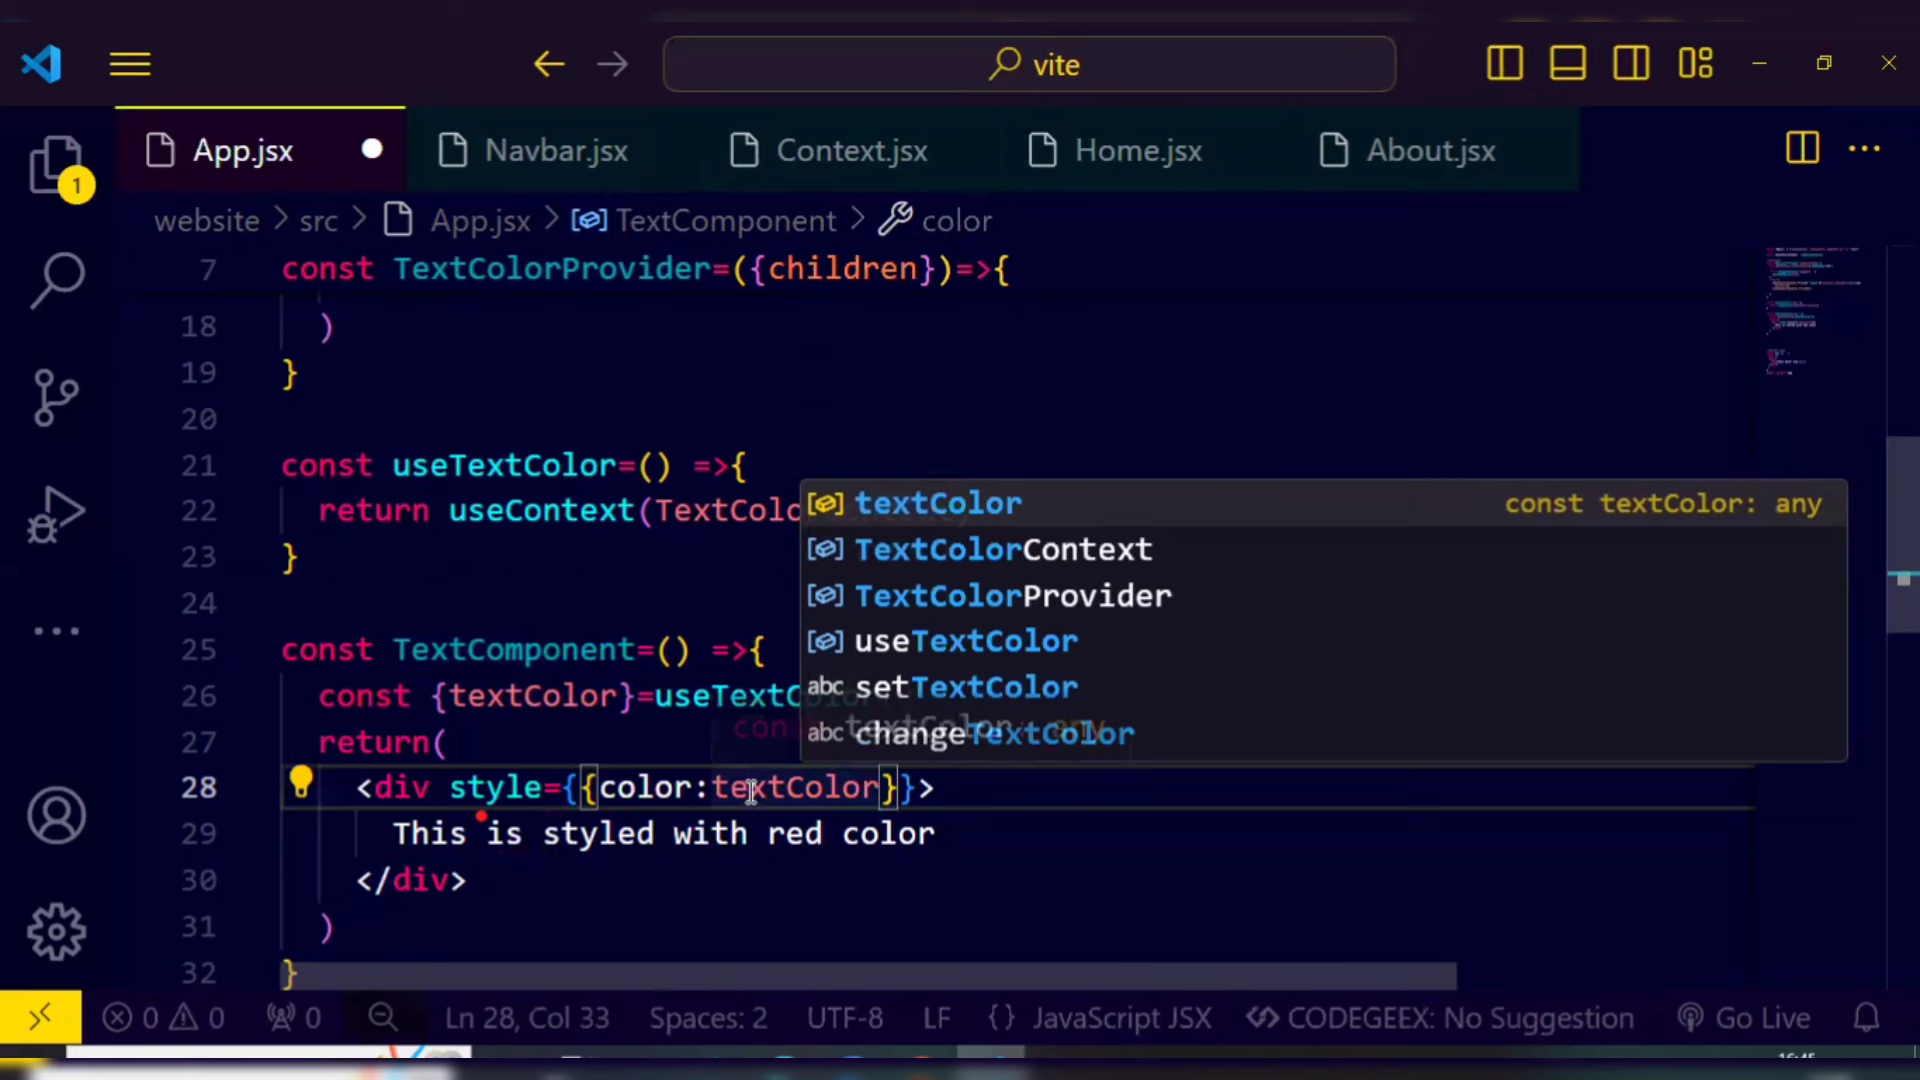 vite
App.jsx
Navbar.jsx
Context.jsx
Home.jsx
About.jsx
1
website > src > App.jsx > TextComponent > color
7 const TextColorProvider=({children})=>{
18 )
19 }
20
21 const useTextColor=() =>{
22 return useContext(TextColo
23 }
24
25 const TextComponent=() =>{
26 const {textColor}=useTextC
27 return(
28 <div style={{color:textColor}}>
29 This is styled with red color
30 </div>
31 )
32 }
textColor const textColor: any
TextColorContext
TextColorProvider
useTextColor
abc setTextColor
abc changeTextColor
0 0 0 Ln 28, Col 33 Spaces: 2 UTF-8 LF {} JavaScript JSX CODEGEEX: No Suggestion Go Live